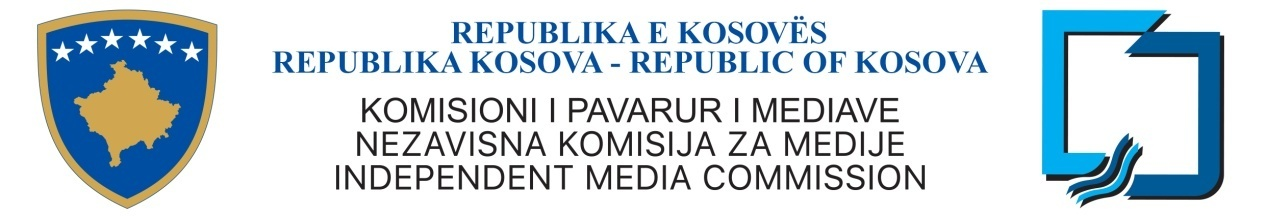 REPUBLIKA E KOSOVËS
REPUBLIKA KOSOVA - REPUBLIC OF KOSOVA
KOMISIONI I PAVARUR I MEDIAVE
NEZAVISNA KOMISIJA ZA MEDIJE
INDEPENDENT MEDIA COMMISSION